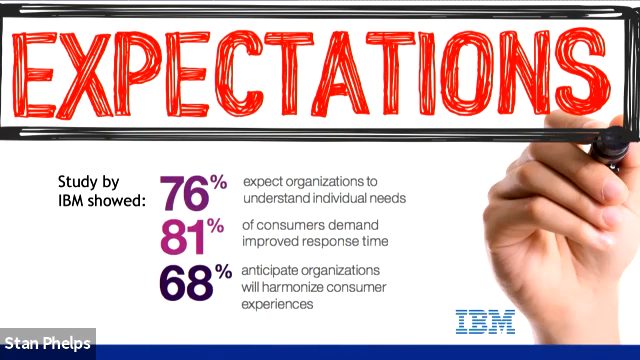 EXPECTATIONS
Study by
IBM showed:
76% expect organizations to
understand individual needs
81% of consumers demand
improved response time
68% anticipate organizations
will harmonize consumer
experiences
IBM
Stan Phelps